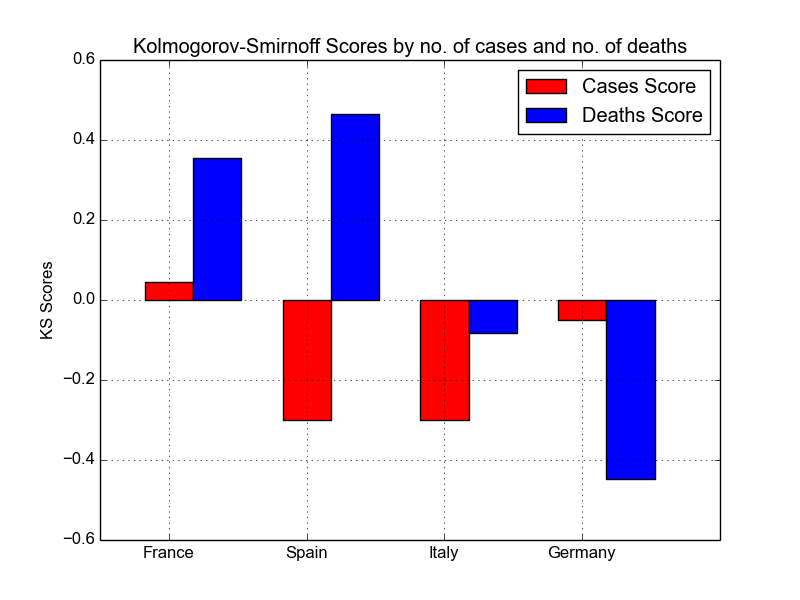 Kolmogorov-Smirnoff Scores by no. of cases and no. of deaths
Cases Score
Deaths Score
KS Scores
0.6
0.4
0.2
0.0
−0.2
−0.4
−0.6
France
Spain
Italy
Germany